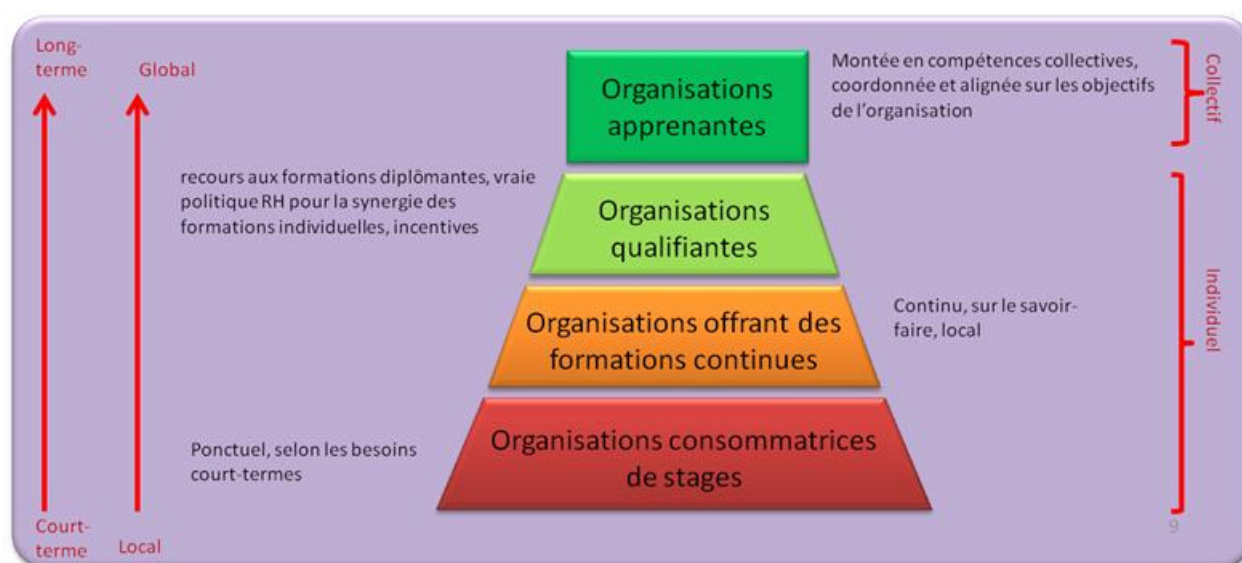 Long-
terme
Global
Organisations
apprenantes
Montée en compétences collectives,
coordonnée et alignée sur les objectifs
de l'organisation
Collectif
recours aux formations diplômantes, vraie
politique RH pour la synergie des
formations individuelles, incentives
Organisations
qualifiantes
Organisations offrant des
formations continues
Continu, sur le savoir-
faire, local
Individuel
Ponctuel, selon les besoins
court-termes
Organisations consommatrices
de stages
Court-
terme
Local
9